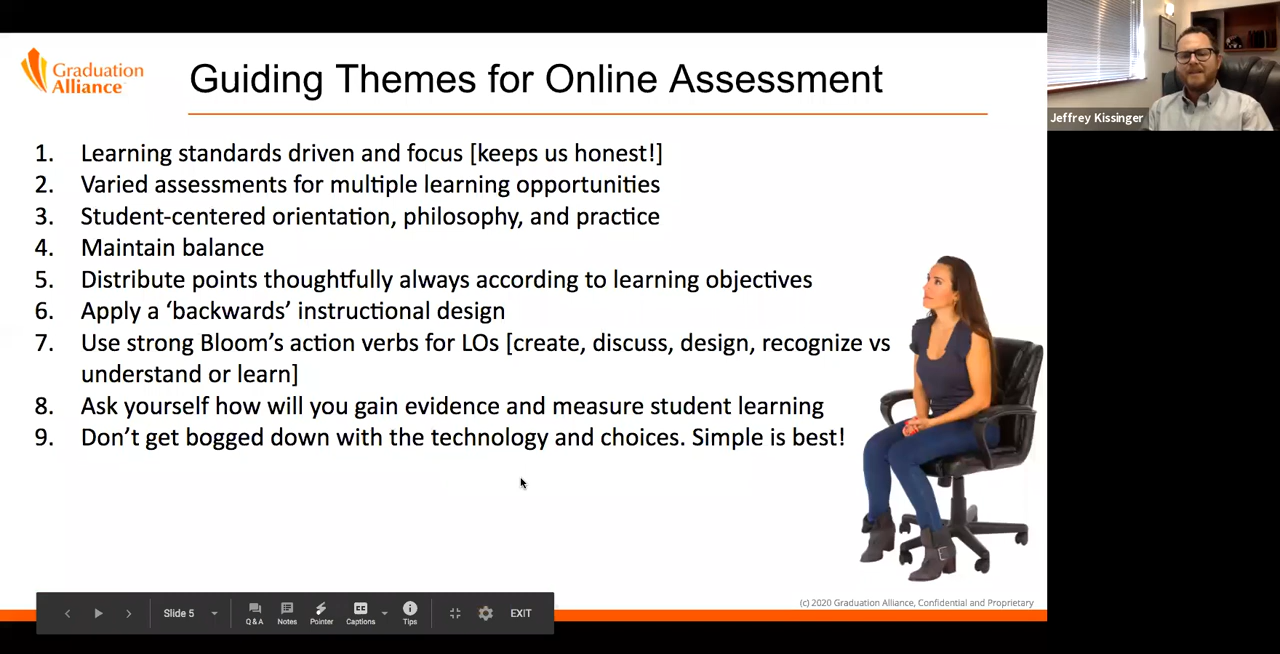 Graduation
Alliance
Guiding Themes for Online Assessment
Jeffrey Kissinger
1. Learning standards driven and focus [keeps us honest!]
2. Varied assessments for multiple learning opportunities
3. Student-centered orientation, philosophy, and practice
4. Maintain balance
5. Distribute points thoughtfully always according to learning objectives
6. Apply a ‘backwards’ instructional design
7. Use strong Bloom’s action verbs for LOs [create, discuss, design, recognize vs
understand or learn]
8. Ask yourself how will you gain evidence and measure student learning
9. Don’t get bogged down with the technology and choices. Simple is best!
(c) 2020 Graduation Alliance, Confidential and Proprietary
Slide 5
Q & A
Notes
Pointer
CC
Captions
Tips
EXIT